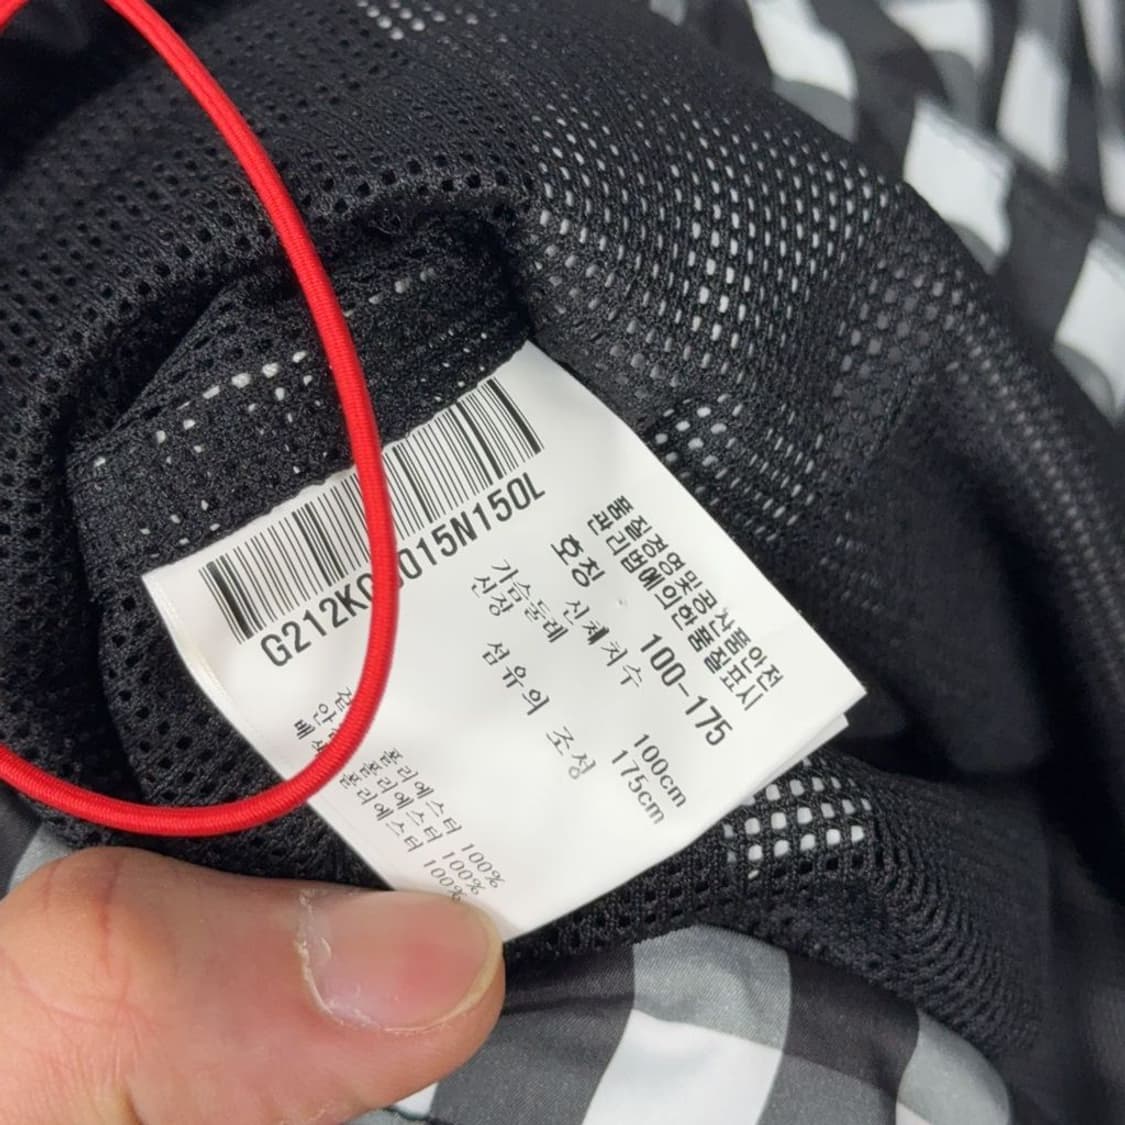 품질경영및공산품안전
관리법에의한품질표시
호칭 100-175
신체치수
가슴둘레 100cm
신장 175cm
섬유의 조성
폴리에스터 100%
폴리에스터 100%
폴리에스터 100%